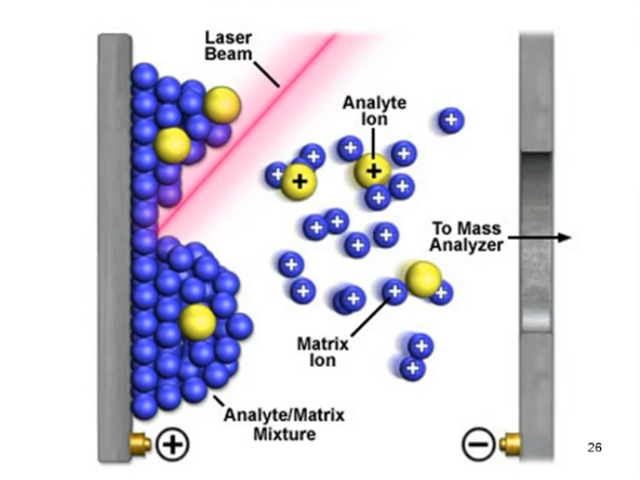 Laser
Beam
Analyte
Ion
To Mass
Analyzer
Matrix
Ion
Analyte/Matrix
Mixture
26